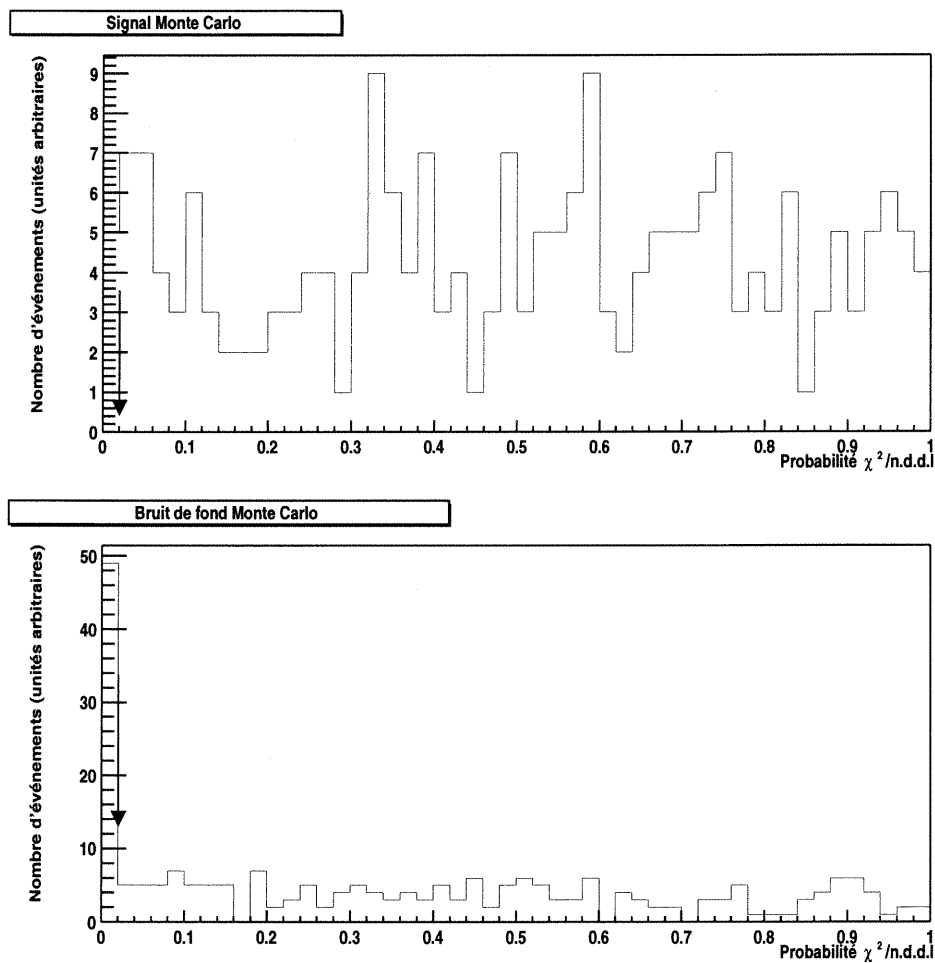 Signal Monte Carlo
Nombre d'événements (unités arbitraires)
9
8
7
6
5
4
3
2
1
0
0 0.1 0.2 0.3 0.4 0.5 0.6 0.7 0.8 0.9 1
Probabilité χ²/n.d.d.l
Bruit de fond Monte Carlo
Nombre d'événements (unités arbitraires)
50
40
30
20
10
0
0 0.1 0.2 0.3 0.4 0.5 0.6 0.7 0.8 0.9 1
Probabilité χ²/n.d.d.l